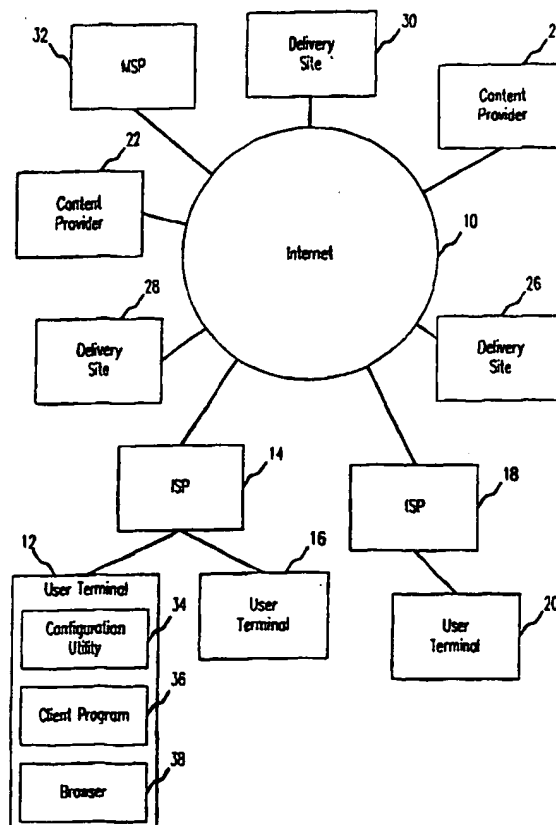 32
MSP
Delivery
Site
30
2
Content
Provider
22
Content
Provider
Internet
10
28
Delivery
Site
26
Delivery
Site
ISP
14
ISP
18
12
User Terminal
Configuration
Utility
34
Client Program
36
Browser
38
16
User
Terminal
User
Terminal
20